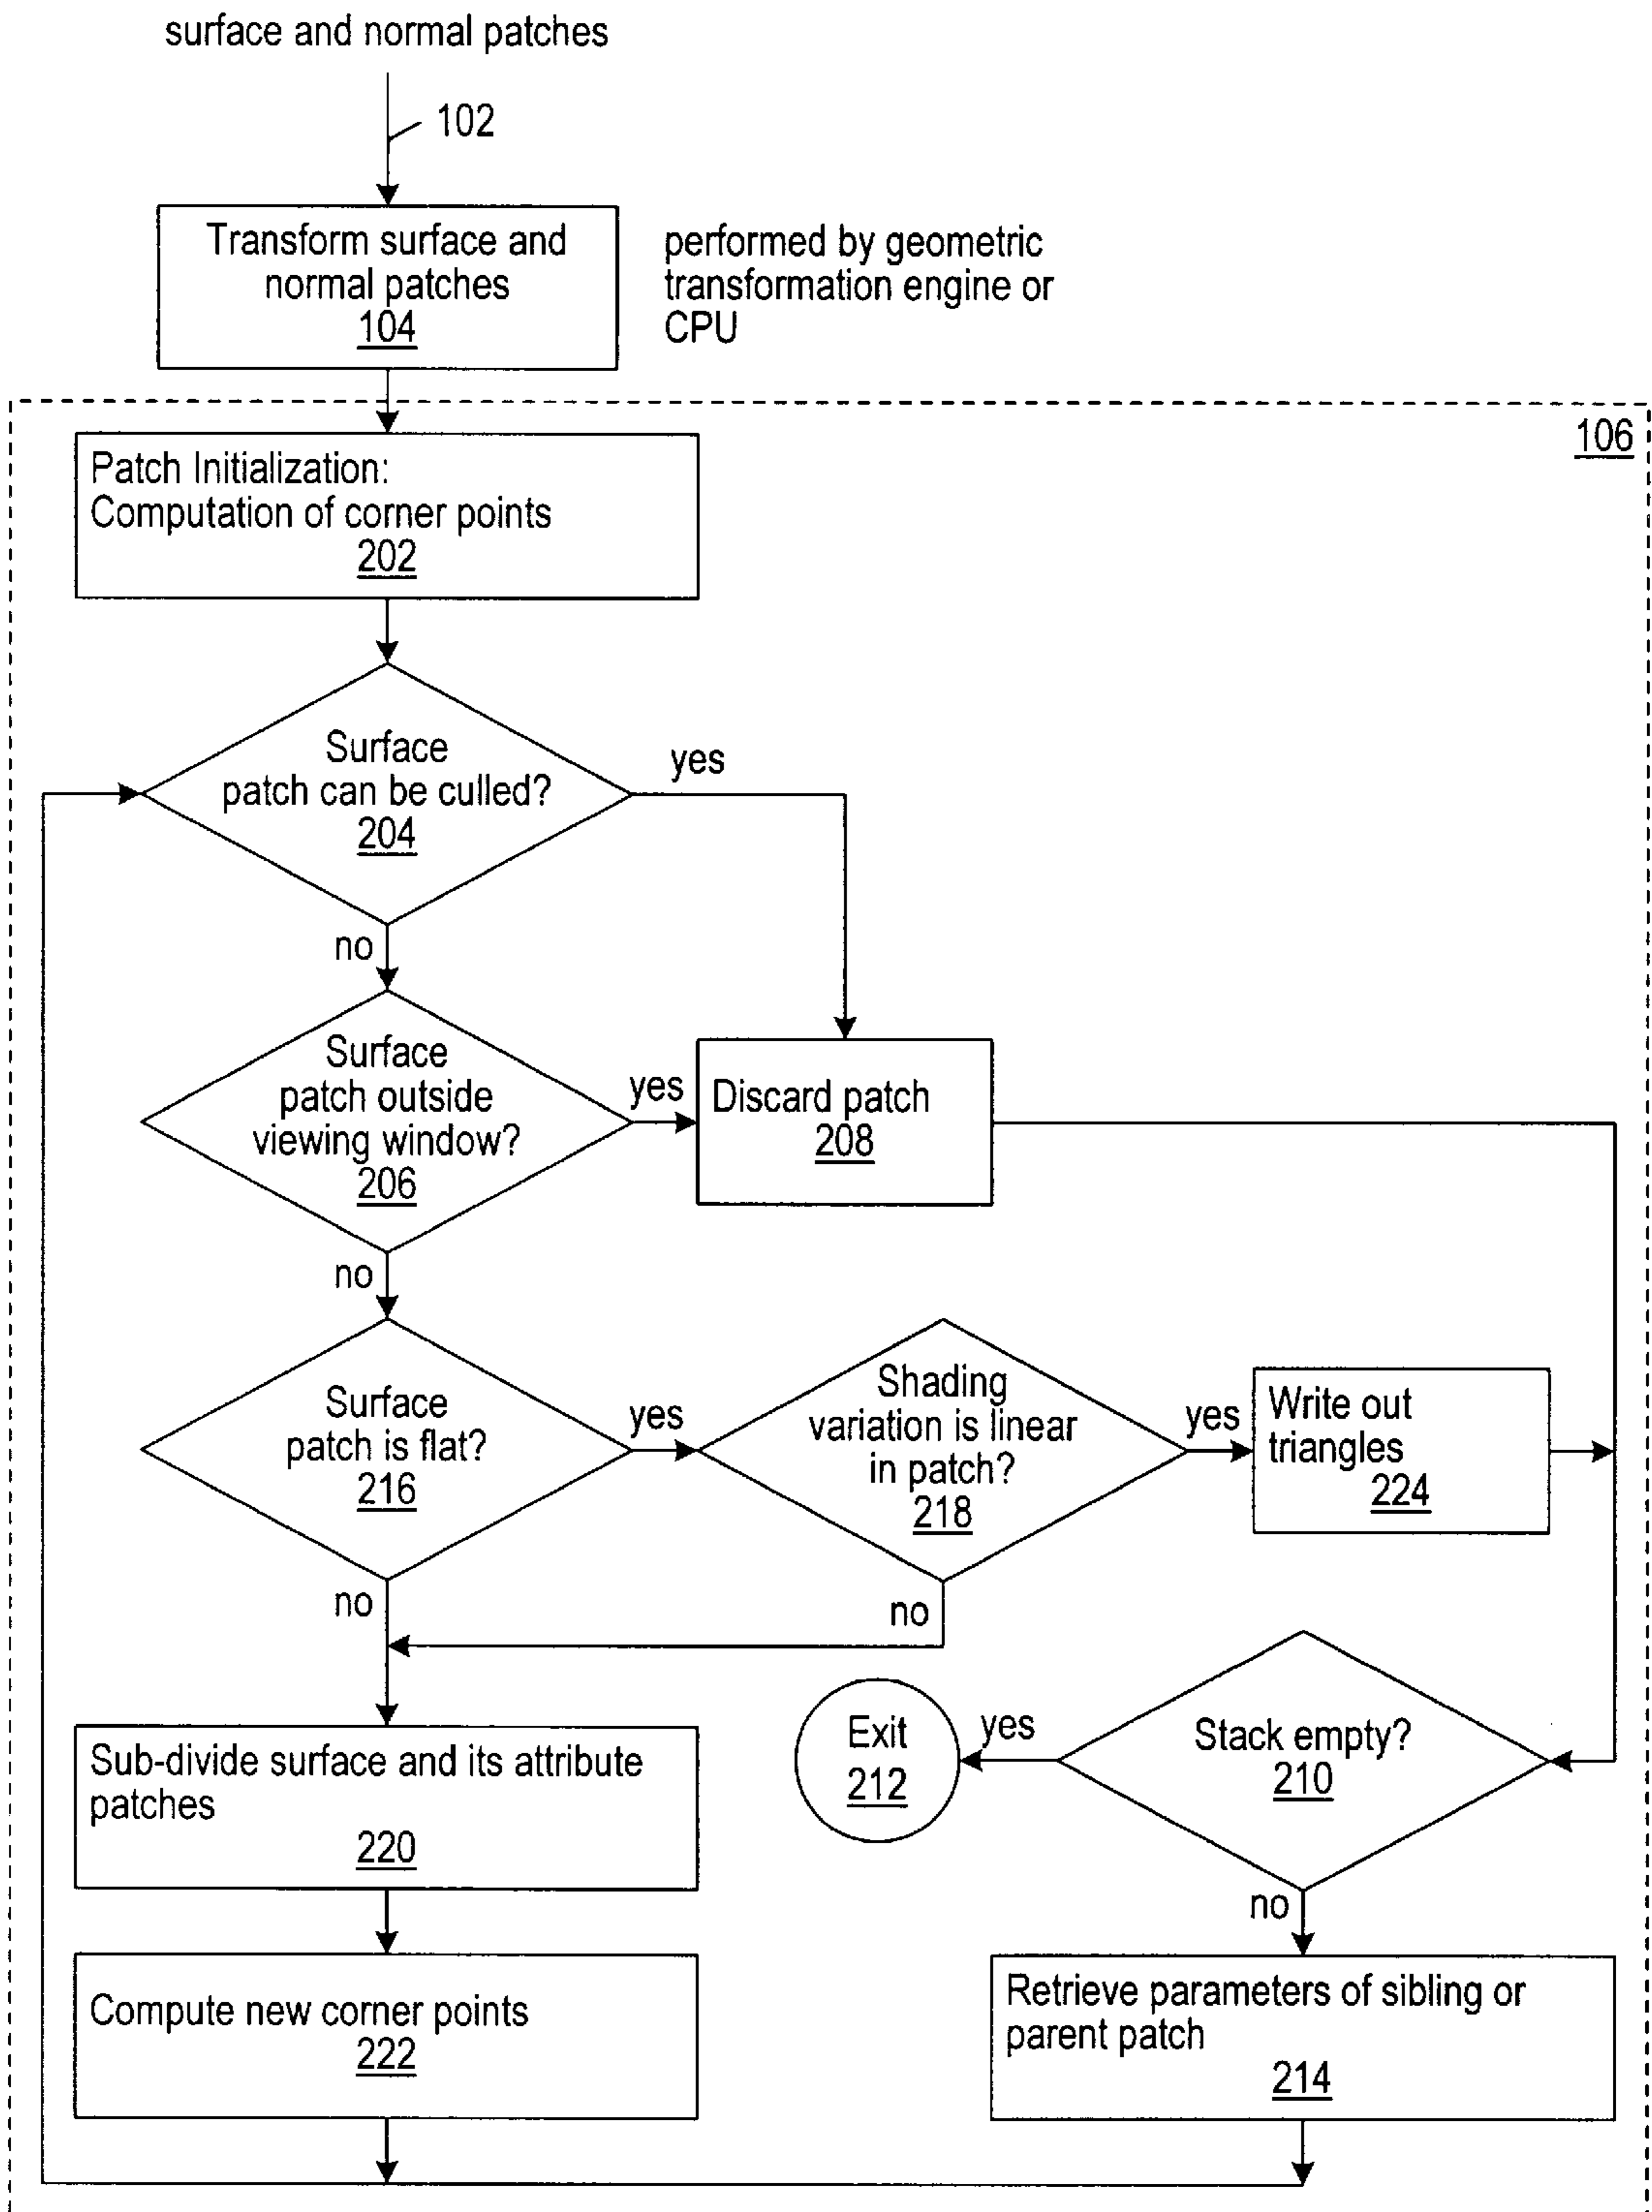 surface and normal patches
102
Transform surface and
normal patches
104
performed by geometric
transformation engine or
CPU
106
Patch Initialization:
Computation of corner points
202
Surface
patch can be culled?
204
yes
no
Surface
patch outside
viewing window?
206
yes
Discard patch
208
no
Surface
patch is flat?
216
yes
Shading
variation is linear
in patch?
218
yes
Write out
triangles
224
no
no
Sub-divide surface and its attribute
patches
220
Exit
212
yes
Stack empty?
210
no
Compute new corner points
222
Retrieve parameters of sibling or
parent patch
214